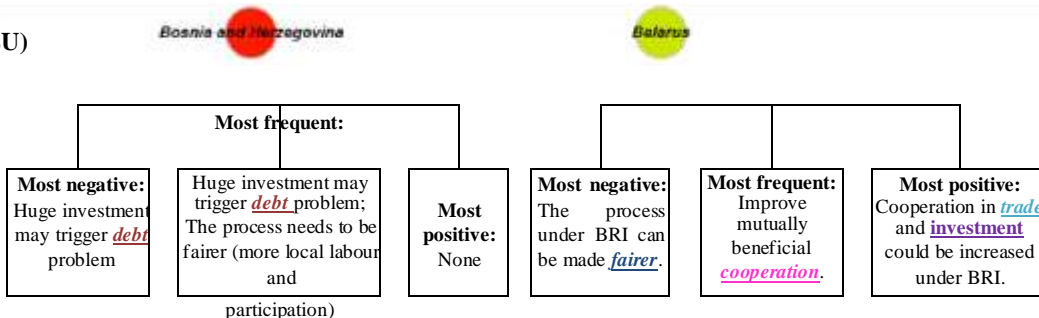 U)
Bosnia and Herzegovina
Balarus
Most frequent:
Most negative:
Huge investment
may trigger debt
problem
Huge investment may
trigger debt problem;
The process needs to be
fairer (more local labour
and
participation)
Most
positive:
None
Most negative:
The process
under BRI can
be made fairer.
Most frequent:
Improve
mutually
beneficial
cooperation.
Most positive:
Cooperation in trade
and investment
could be increased
under BRI.